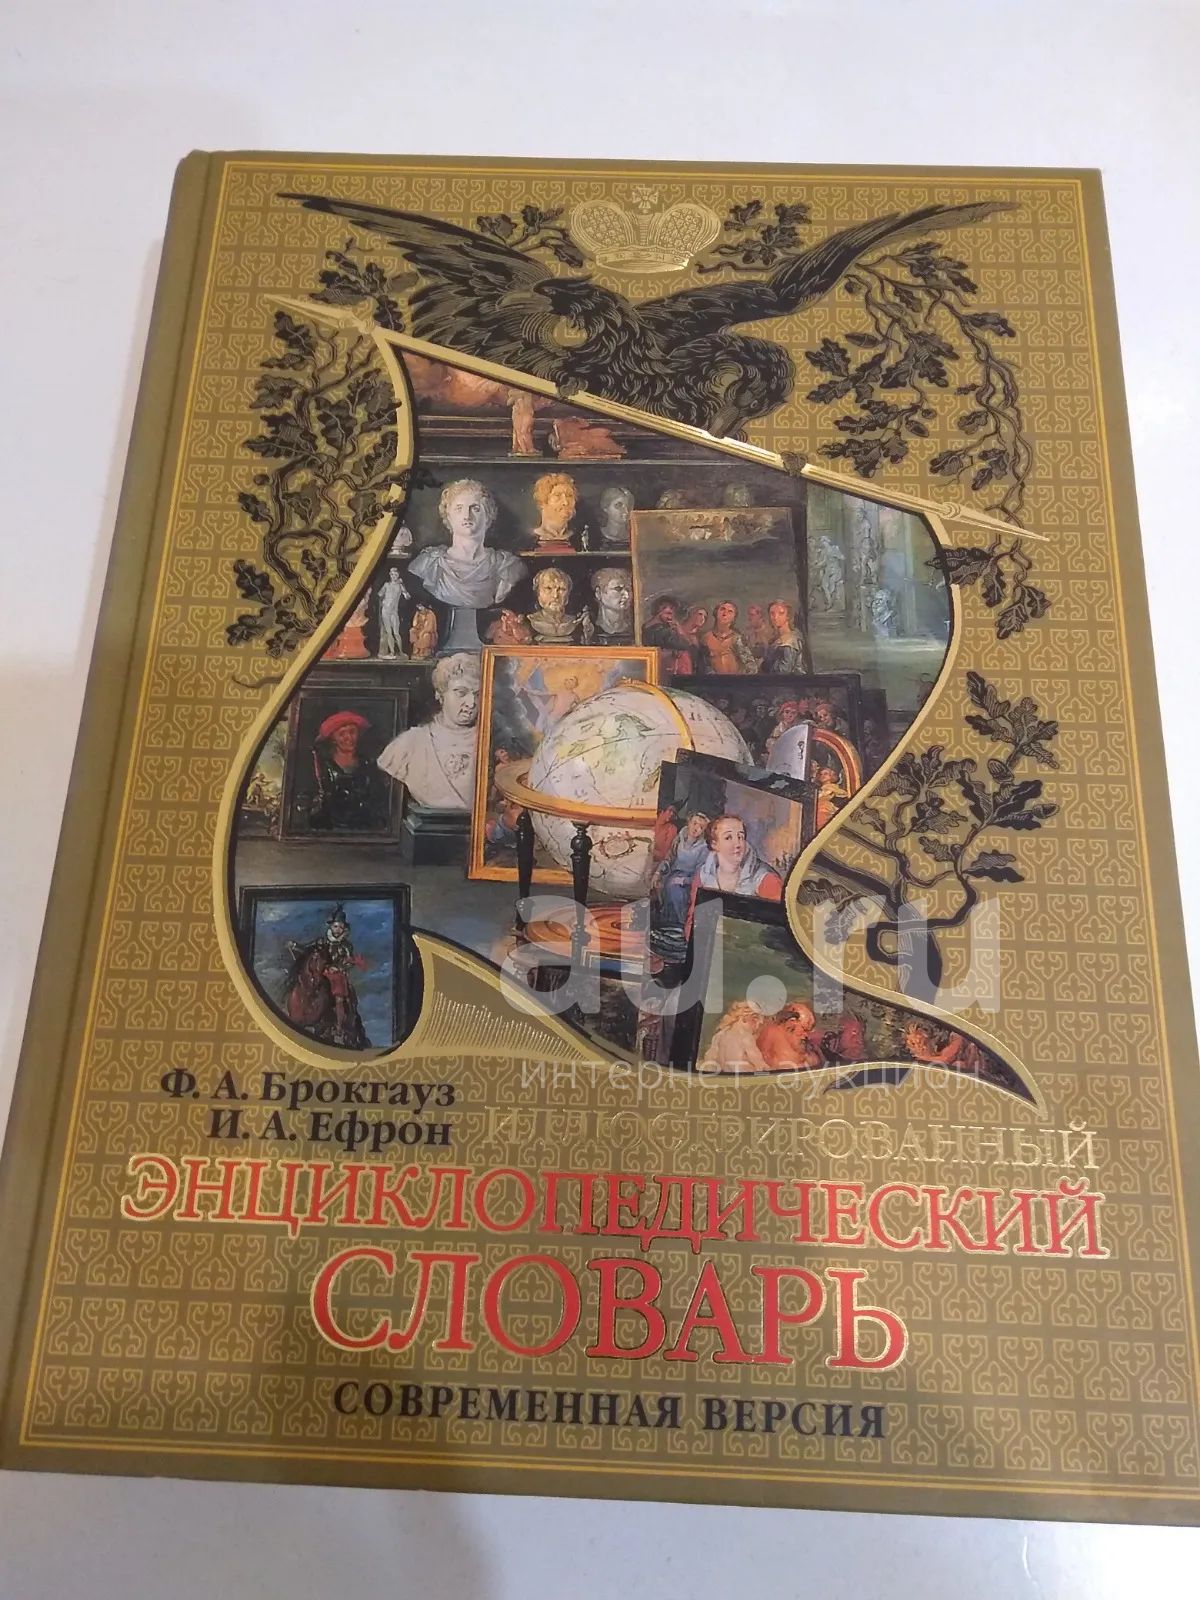 au.ru
интернет-аукцион
Ф. А. Брокгауз
И. А. Ефрон
ИЛЛЮСТРИРОВАННЫЙ
ЭНЦИКЛОПЕДИЧЕСКИЙ
СЛОВАРЬ
СОВРЕМЕННАЯ ВЕРСИЯ